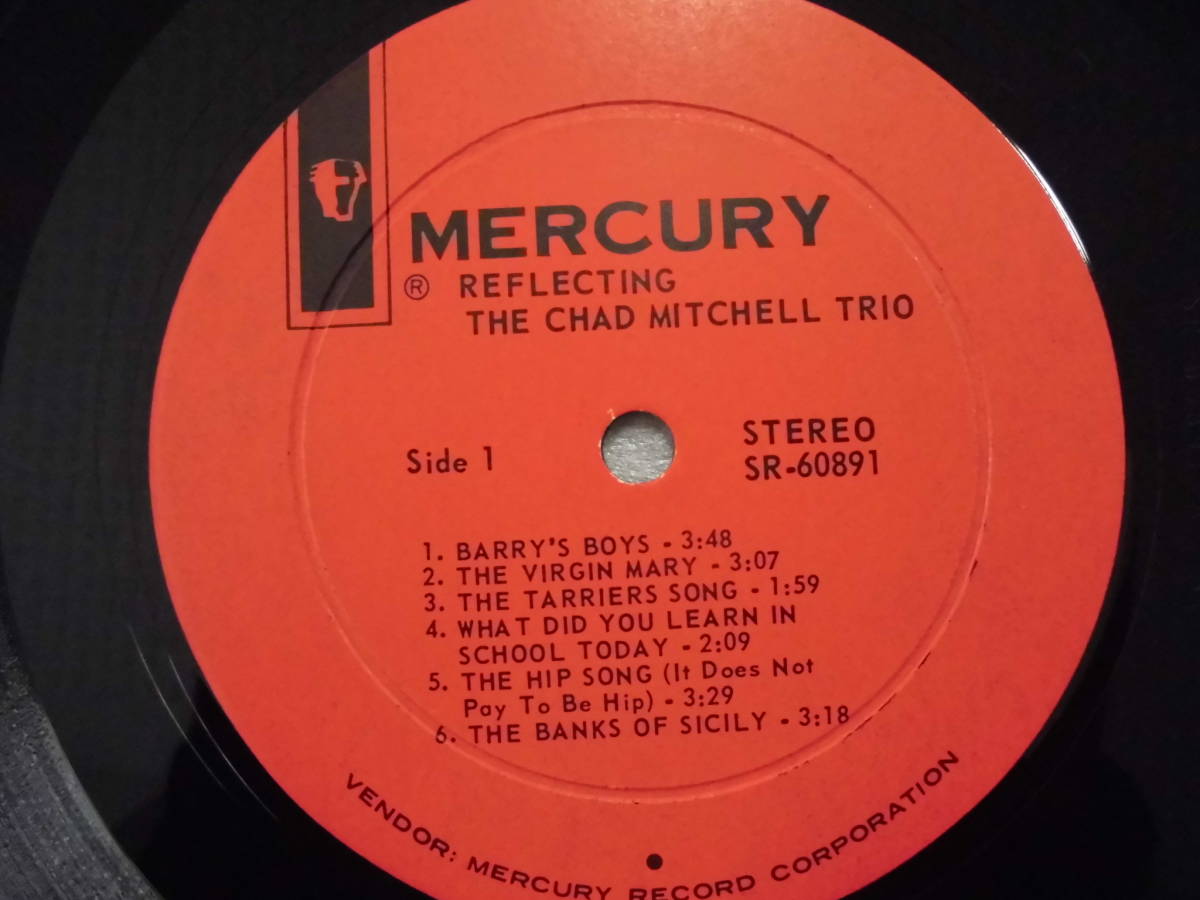 MERCURY
® REFLECTING
THE CHAD MITCHELL TRIO
Side 1
STEREO
SR-60891
1. BARRY'S BOYS - 3:48
2. THE VIRGIN MARY - 3:07
3. THE TARRIERS SONG - 1:59
4. WHAT DID YOU LEARN IN
SCHOOL TODAY - 2:09
5. THE HIP SONG (It Does Not
Pay To Be Hip) - 3:29
6. THE BANKS OF SICILY - 3:18
VENDOR: MERCURY RECORD CORPORATION